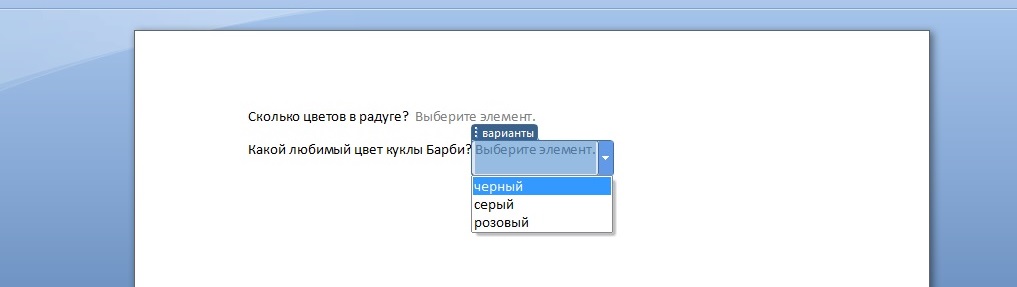 Сколько цветов в радуге? Выберите элемент.
варианты
Какой любимый цвет куклы Барби? Выберите элемент.
черный
серый
розовый